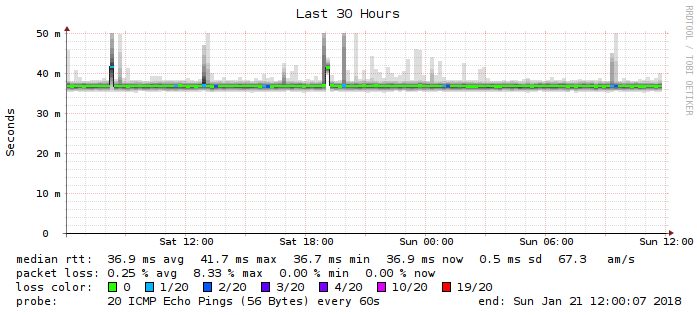 Last 30 Hours
RRDTOOL / TOBI OETIKER
Seconds
50 m
40 m
30 m
20 m
10 m
0
Sat 12:00 Sat 18:00 Sun 00:00 Sun 06:00 Sun 12:00
median rtt: 36.9 ms avg 41.7 ms max 36.7 ms min 36.9 ms now 0.5 ms sd 67.3 am/s
packet loss: 0.25 % avg 8.33 % max 0.00 % min 0.00 % now
loss color: 0 1/20 2/20 3/20 4/20 10/20 19/20
probe: 20 ICMP Echo Pings (56 Bytes) every 60s end: Sun Jan 21 12:00:07 2018